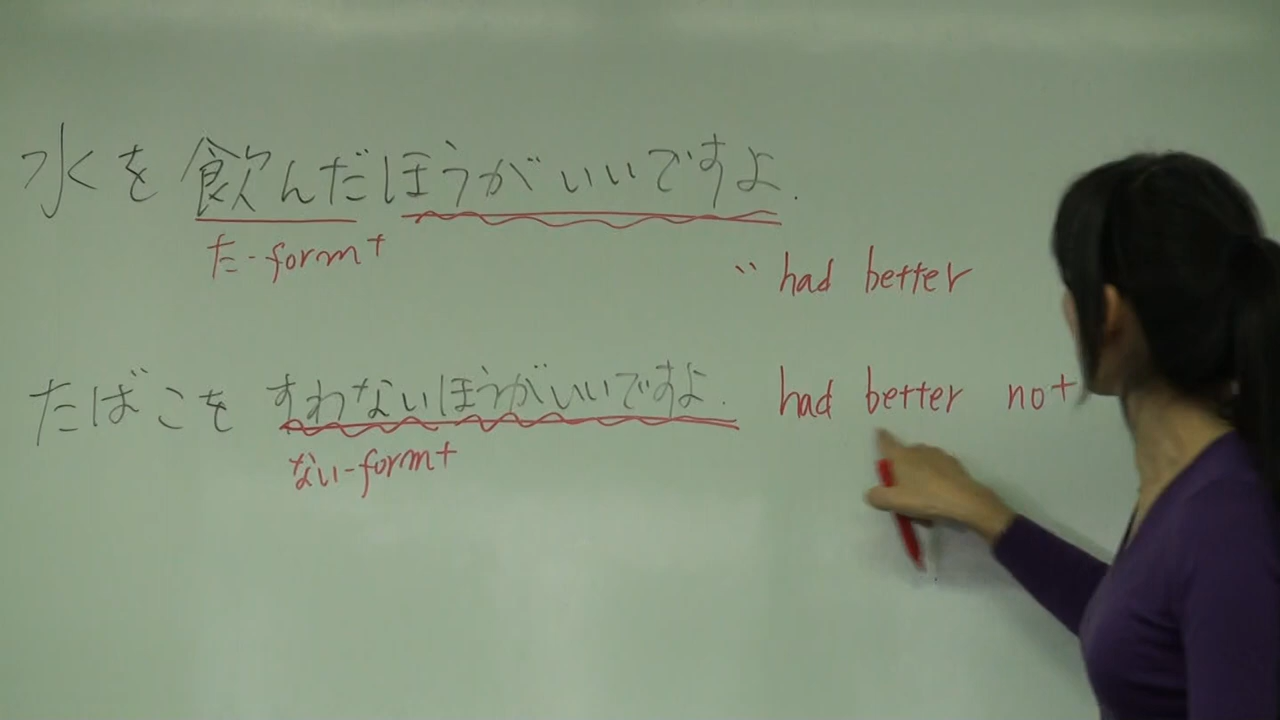 水を飲んだほうがいいですよ.
た-form+
〃 had better
たばこを すわないほうがいいですよ. had better not
ない-form+